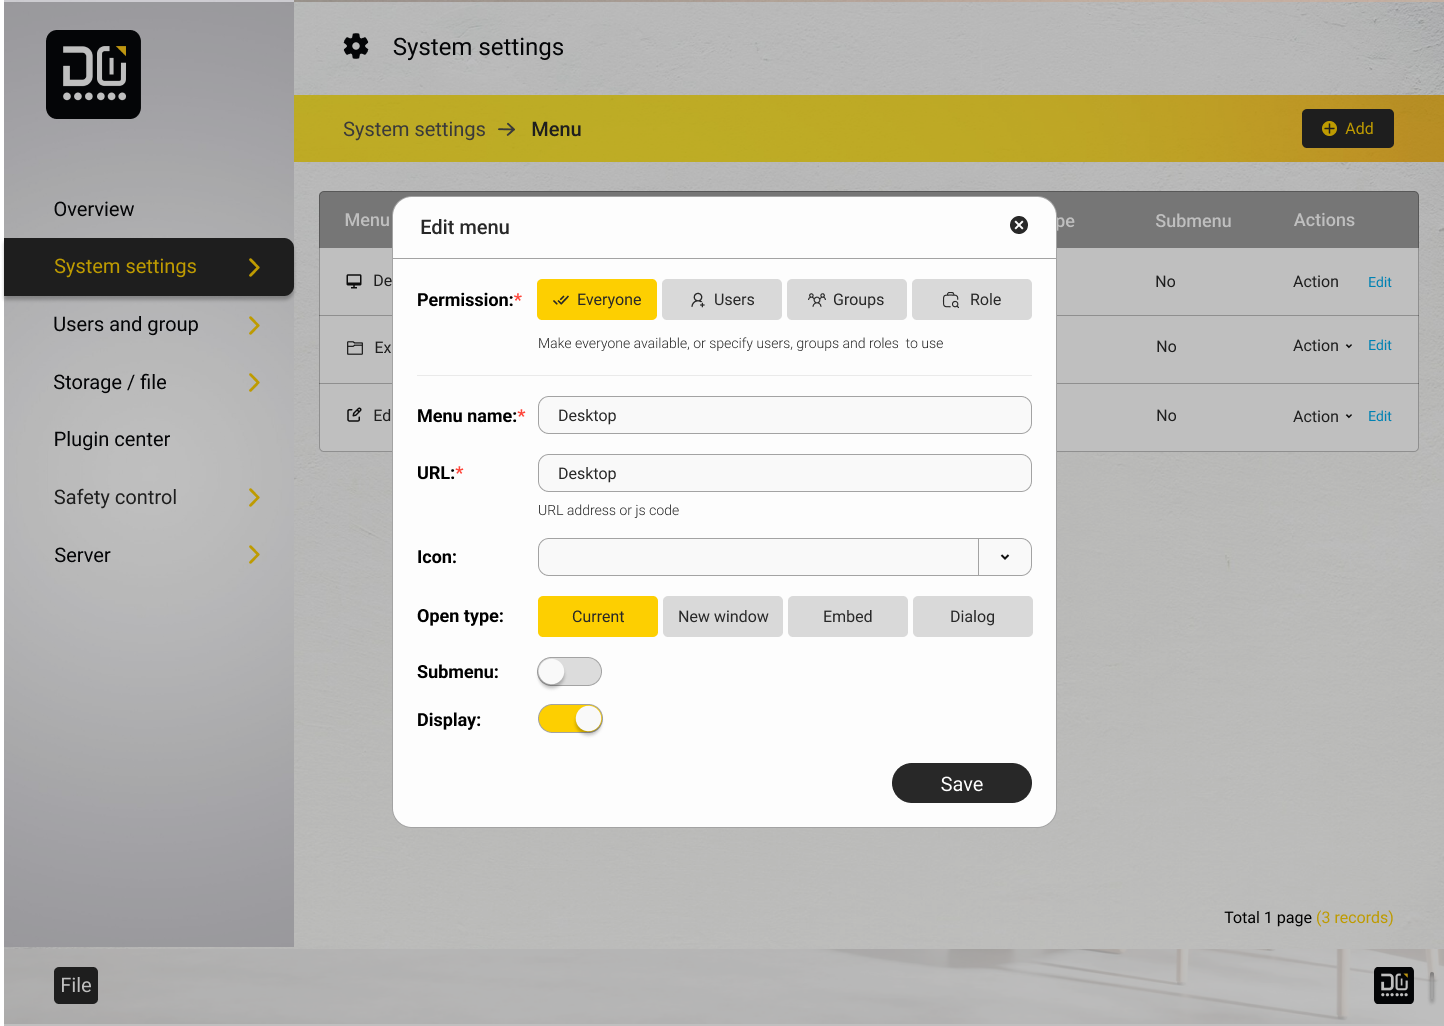 System settings
System settings → Menu
Add
Overview
System settings
Users and group
Storage / file
Plugin center
Safety control
Server
Menu
Submenu
Actions
No
Action
Edit
No
Action
Edit
No
Action
Edit
Edit menu
Permission:*
Everyone
Users
Groups
Role
Make everyone available, or specify users, groups and roles to use
Menu name:*
Desktop
URL:*
Desktop
URL address or js code
Icon:
Open type:
Current
New window
Embed
Dialog
Submenu:
Display:
Save
Total 1 page (3 records)
File